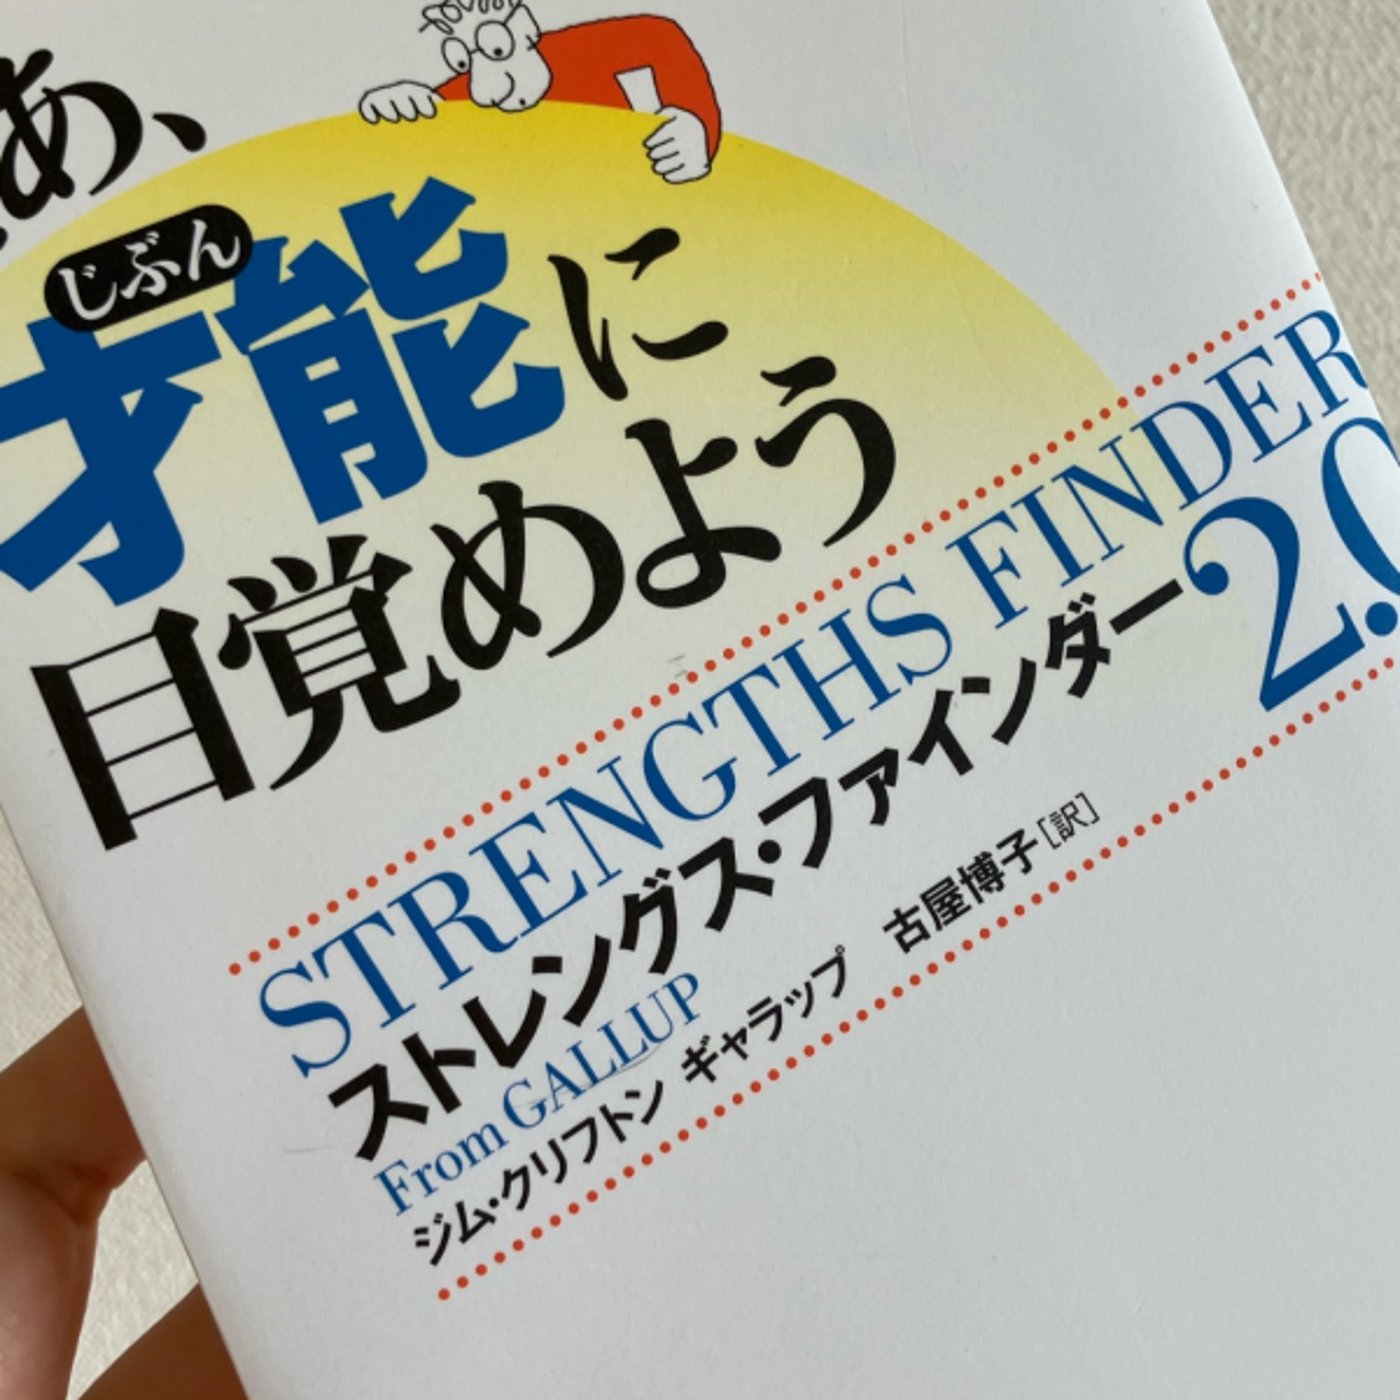 あ、
じぶん
才能に
目覚めよう
STRENGTHS FINDER
ストレングス・ファインダー2.0
From GALLUP
ジム・クリフトン ギャラップ 古屋博子[訳]